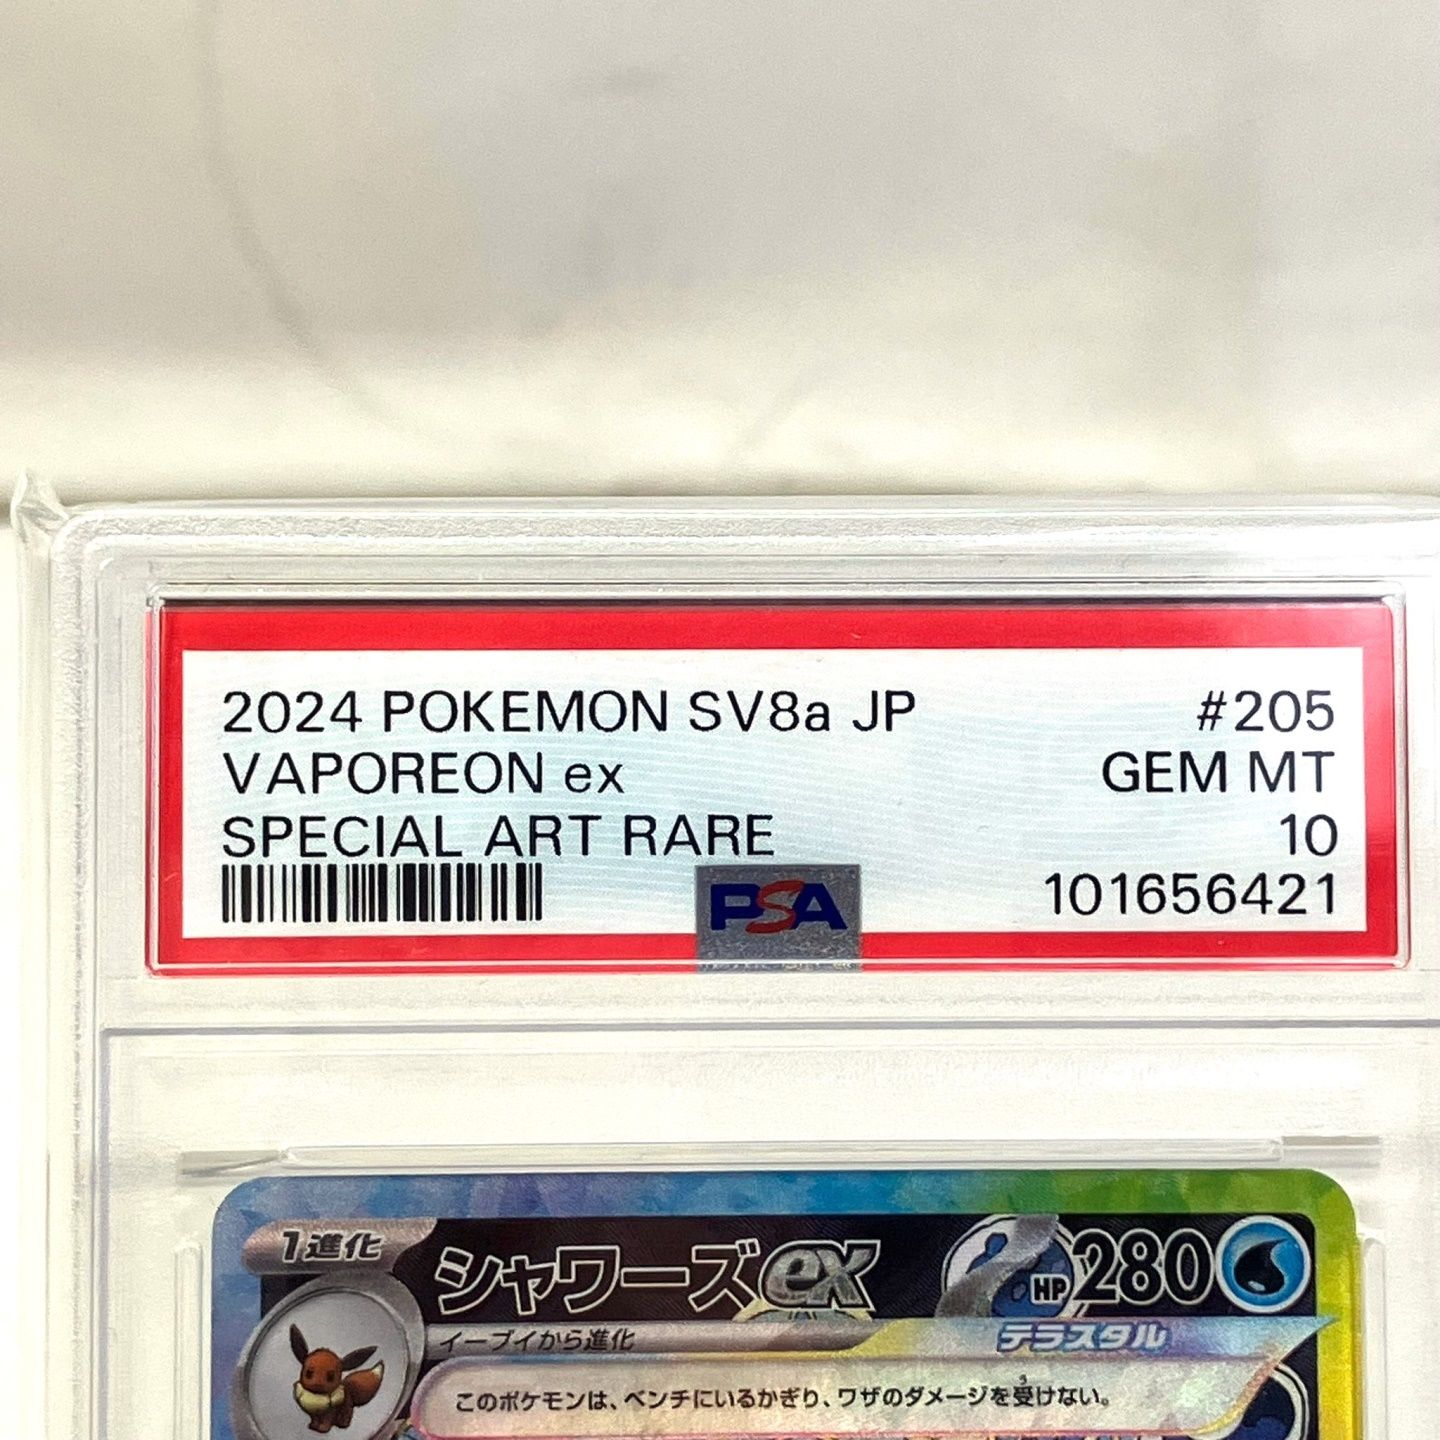 2024 POKEMON SV8a JP #205
VAPOREON ex GEM MT
SPECIAL ART RARE 10
PSA 101656421
1進化 シャワーズex HP280
イーブイから進化 テラスタル
このポケモンは、ベンチにいるかぎり、ワザのダメージを受けない。